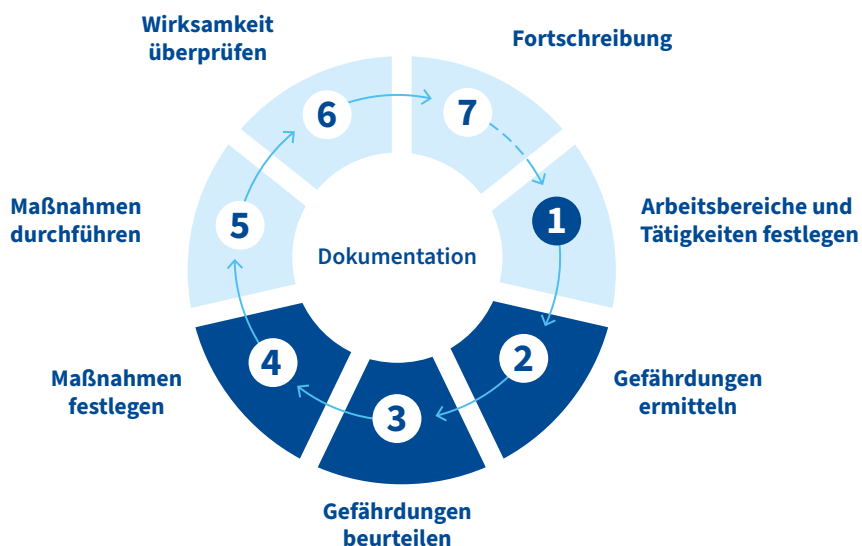 Wirksamkeit
überprüfen
Fortschreibung
6
7
Maßnahmen
durchführen
5
1
Arbeitsbereiche und
Tätigkeiten festlegen
Dokumentation
Maßnahmen
festlegen
4
2
Gefährdungen
ermitteln
3
Gefährdungen
beurteilen